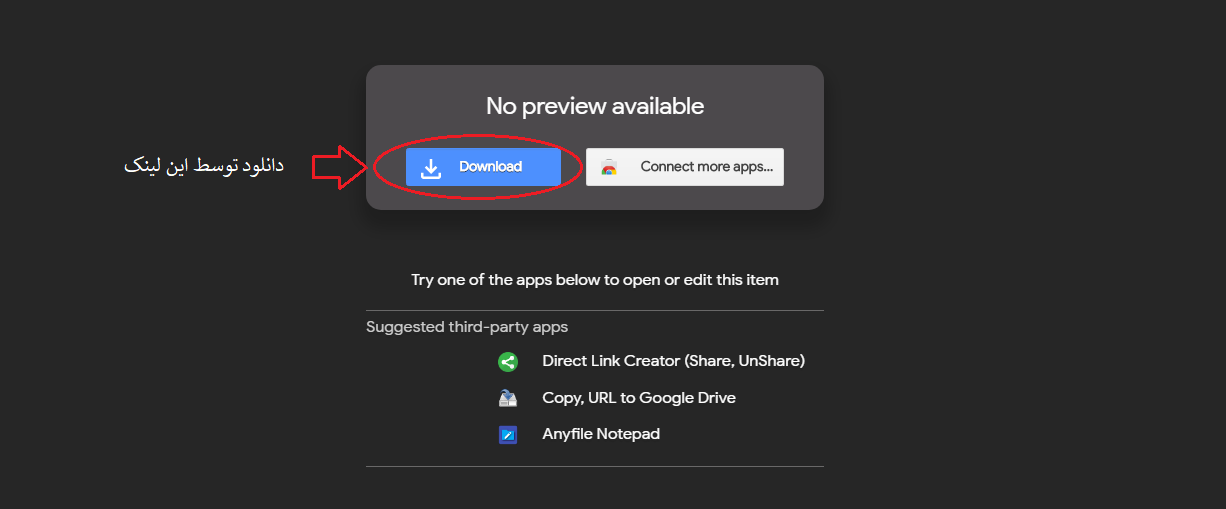 No preview available
دانلود توسط این لینک
Download
Connect more apps...
Try one of the apps below to open or edit this item
Suggested third-party apps
Direct Link Creator (Share, UnShare)
Copy, URL to Google Drive
Anyfile Notepad